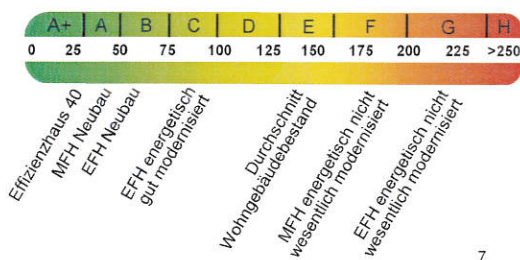 A+ A B C D E F G H
0 25 50 75 100 125 150 175 200 225 >250
Effizienzhaus 40
MFH Neubau
EFH Neubau
EFH energetisch
gut modernisiert
Durchschnitt
Wohngebäudebestand
MFH energetisch nicht
wesentlich modernisiert
EFH energetisch nicht
wesentlich modernisiert
7